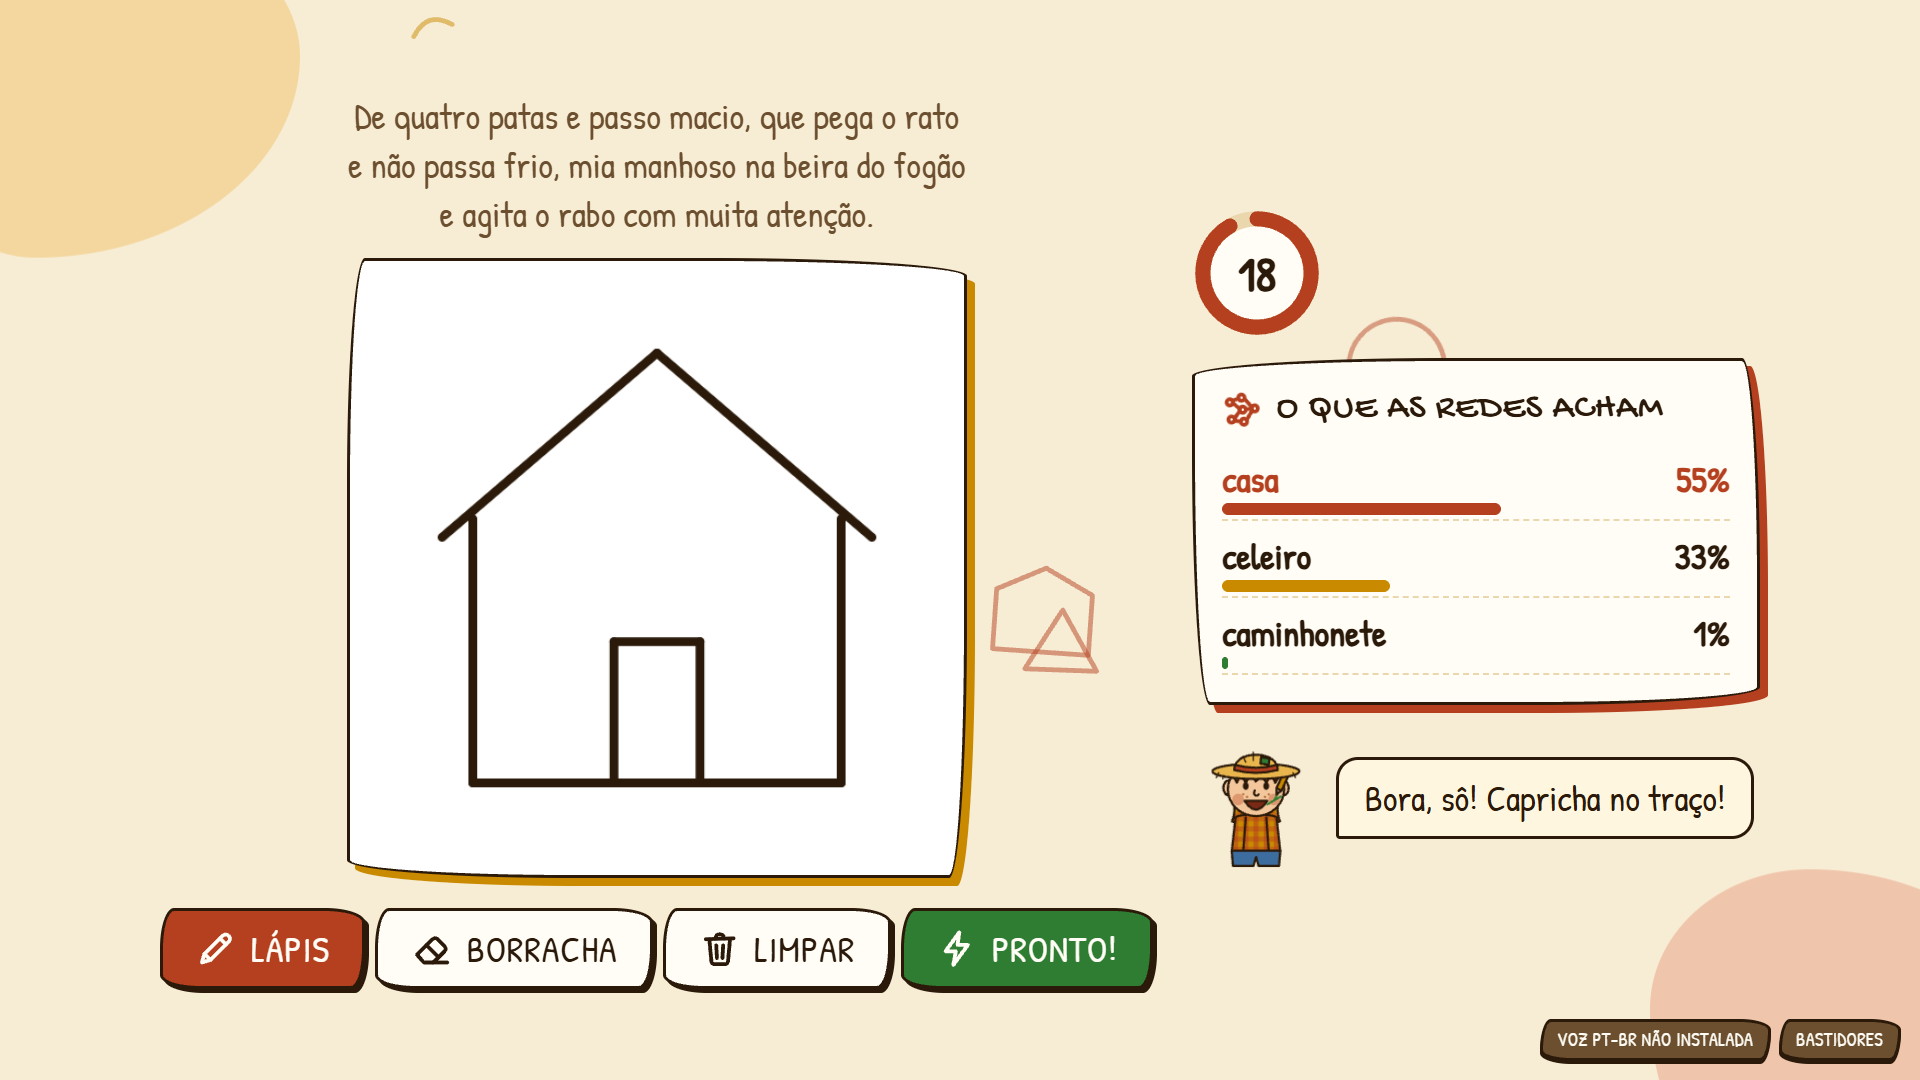 De quatro patas e passo macio, que pega o rato
e não passa frio, mia manhoso na beira do fogão
e agita o rabo com muita atenção.
18
O QUE AS REDES ACHAM
casa 55%
celeiro 33%
caminhonete 1%
Bora, sô! Capricha no traço!
LÁPIS BORRACHA LIMPAR PRONTO!
VOZ PT-BR NÃO INSTALADA BASTIDORES